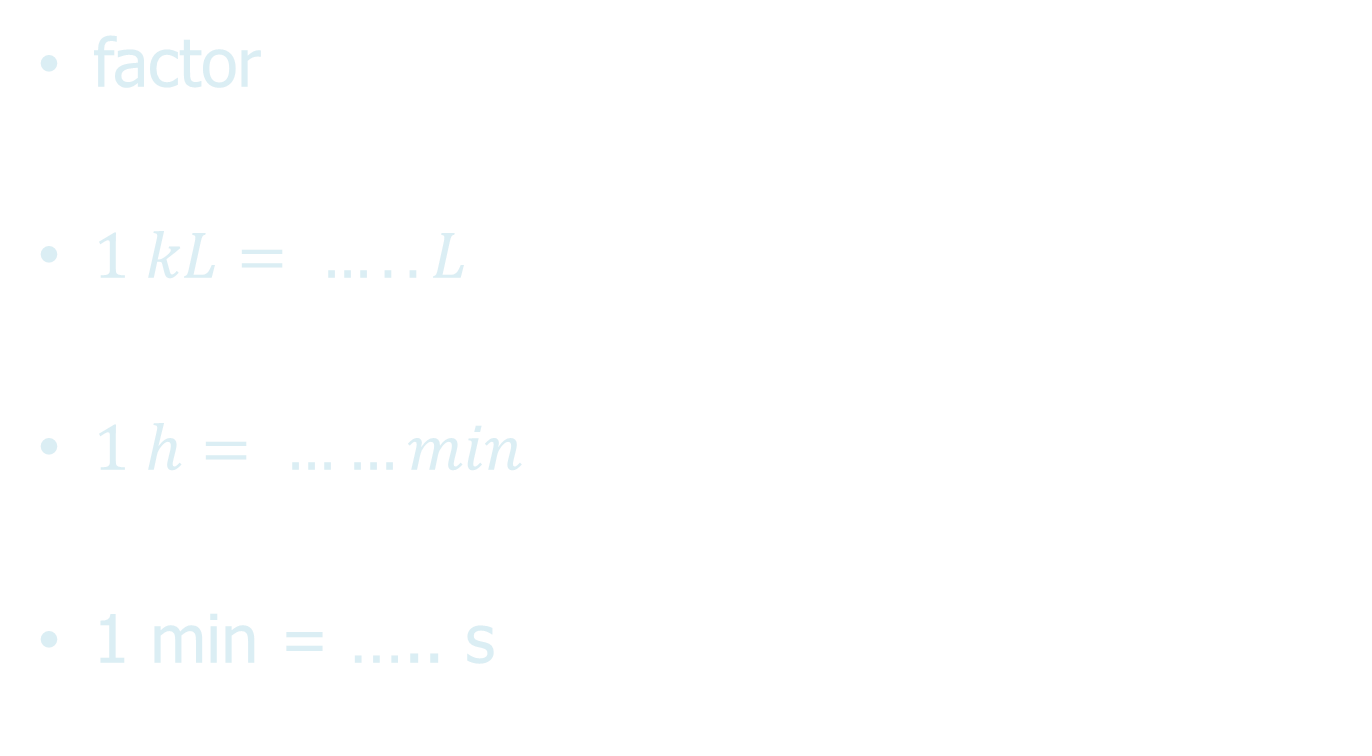 • factor
• 1 kL = ….. L
• 1 h = …… min
• 1 min = ….. s